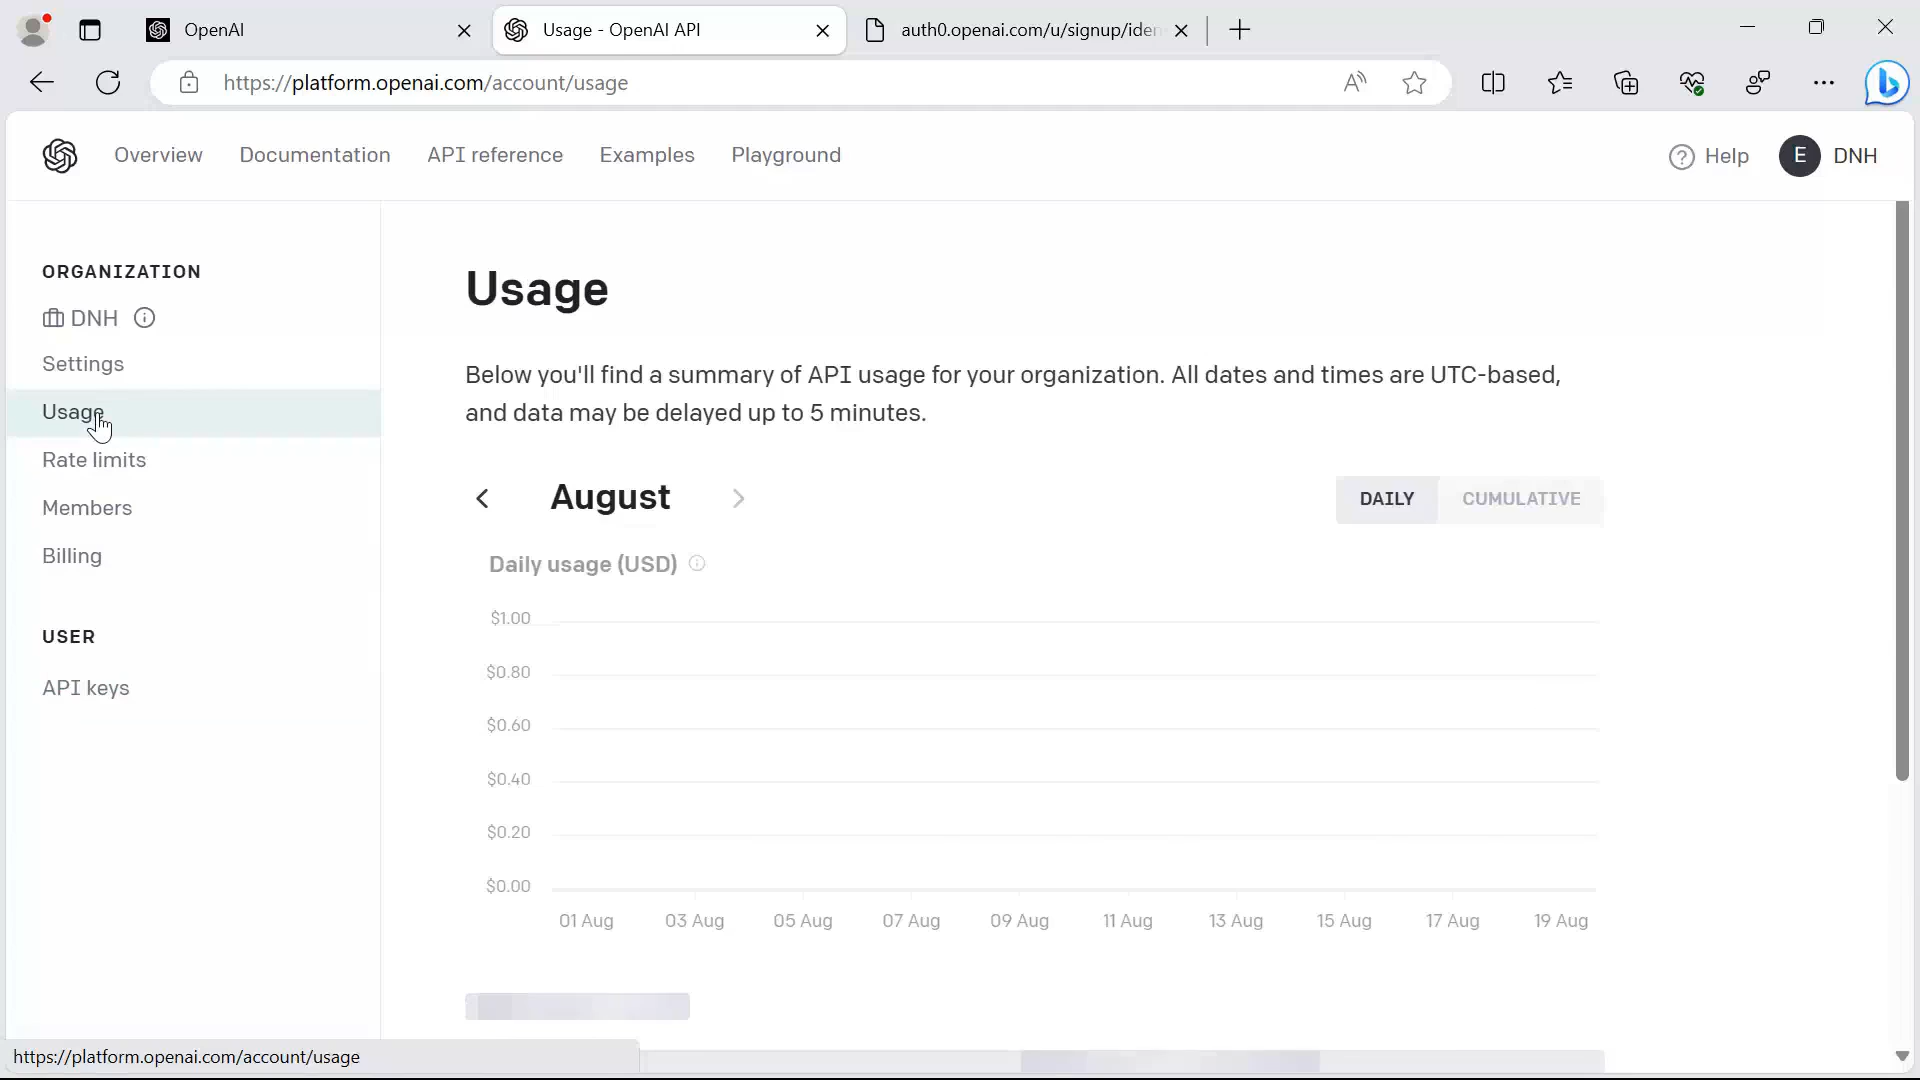 OpenAI
Usage - OpenAI API
auth0.openai.com/u/signup/iden
https://platform.openai.com/account/usage
Overview
Documentation
API reference
Examples
Playground
Help
E
DNH
ORGANIZATION
DNH
Settings
Usage
Rate limits
Members
Billing
USER
API keys
Usage
Below you'll find a summary of API usage for your organization. All dates and times are UTC-based,
and data may be delayed up to 5 minutes.
August
DAILY
CUMULATIVE
Daily usage (USD)
$1.00
$0.80
$0.60
$0.40
$0.20
$0.00
01 Aug 03 Aug 05 Aug 07 Aug 09 Aug 11 Aug 13 Aug 15 Aug 17 Aug 19 Aug
https://platform.openai.com/account/usage